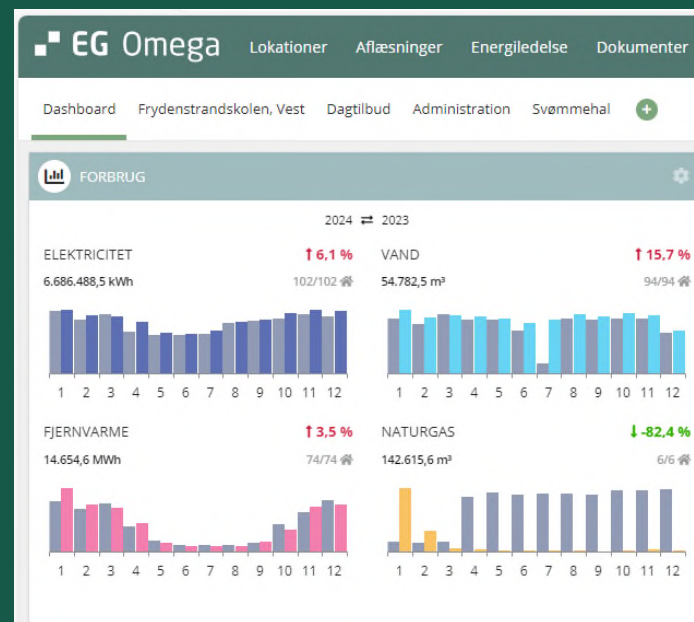 EG Omega Lokationer Aflæsninger Energiledelse Dokumenter
Dashboard Frydenstrandskolen, Vest Dagtilbud Administration Svømmehal
FORBRUG
2024 ⇄ 2023
ELEKTRICITET ↑ 6,1 %
6.686.488,5 kWh 102/102
1 2 3 4 5 6 7 8 9 10 11 12
VAND ↑ 15,7 %
54.782,5 m³ 94/94
1 2 3 4 5 6 7 8 9 10 11 12
FJERNVARME ↑ 3,5 %
14.654,6 MWh 74/74
1 2 3 4 5 6 7 8 9 10 11 12
NATURGAS ↓ -82,4 %
142.615,6 m³ 6/6
1 2 3 4 5 6 7 8 9 10 11 12